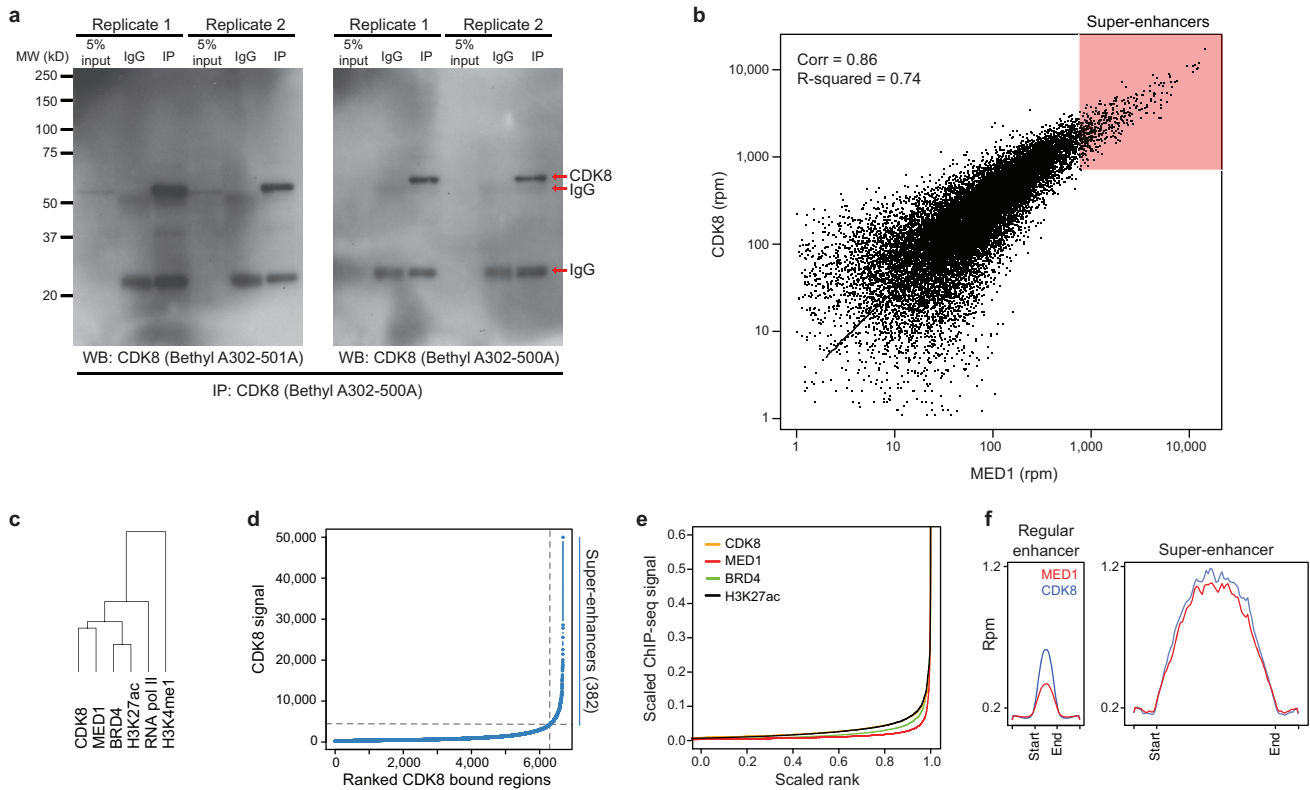 a
Replicate 1 Replicate 2 Replicate 1 Replicate 2
MW (kD) 5% input IgG IP 5% input IgG IP 5% input IgG IP 5% input IgG IP
250
150
100
75
50
37
20
CDK8
IgG
IgG
WB: CDK8 (Bethyl A302-501A) WB: CDK8 (Bethyl A302-500A)
IP: CDK8 (Bethyl A302-500A)
b
Super-enhancers
Corr = 0.86
R-squared = 0.74
CDK8 (rpm)
10,000
1,000
100
10
1
1 10 100 1,000 10,000
MED1 (rpm)
c
CDK8
MED1
BRD4
H3K27ac
RNA pol II
H3K4me1
d
CDK8 signal
50,000
40,000
30,000
20,000
10,000
0
0 2,000 4,000 6,000
Ranked CDK8 bound regions
Super-enhancers (382)
e
Scaled ChIP-seq signal
0.6
0.5
0.4
0.3
0.2
0.1
0.0
CDK8
MED1
BRD4
H3K27ac
0.0 0.2 0.4 0.6 0.8 1.0
Scaled rank
f
Regular
enhancer
Super-enhancer
1.2
MED1
CDK8
Rpm
0.2
Start End
1.2
0.2
Start End